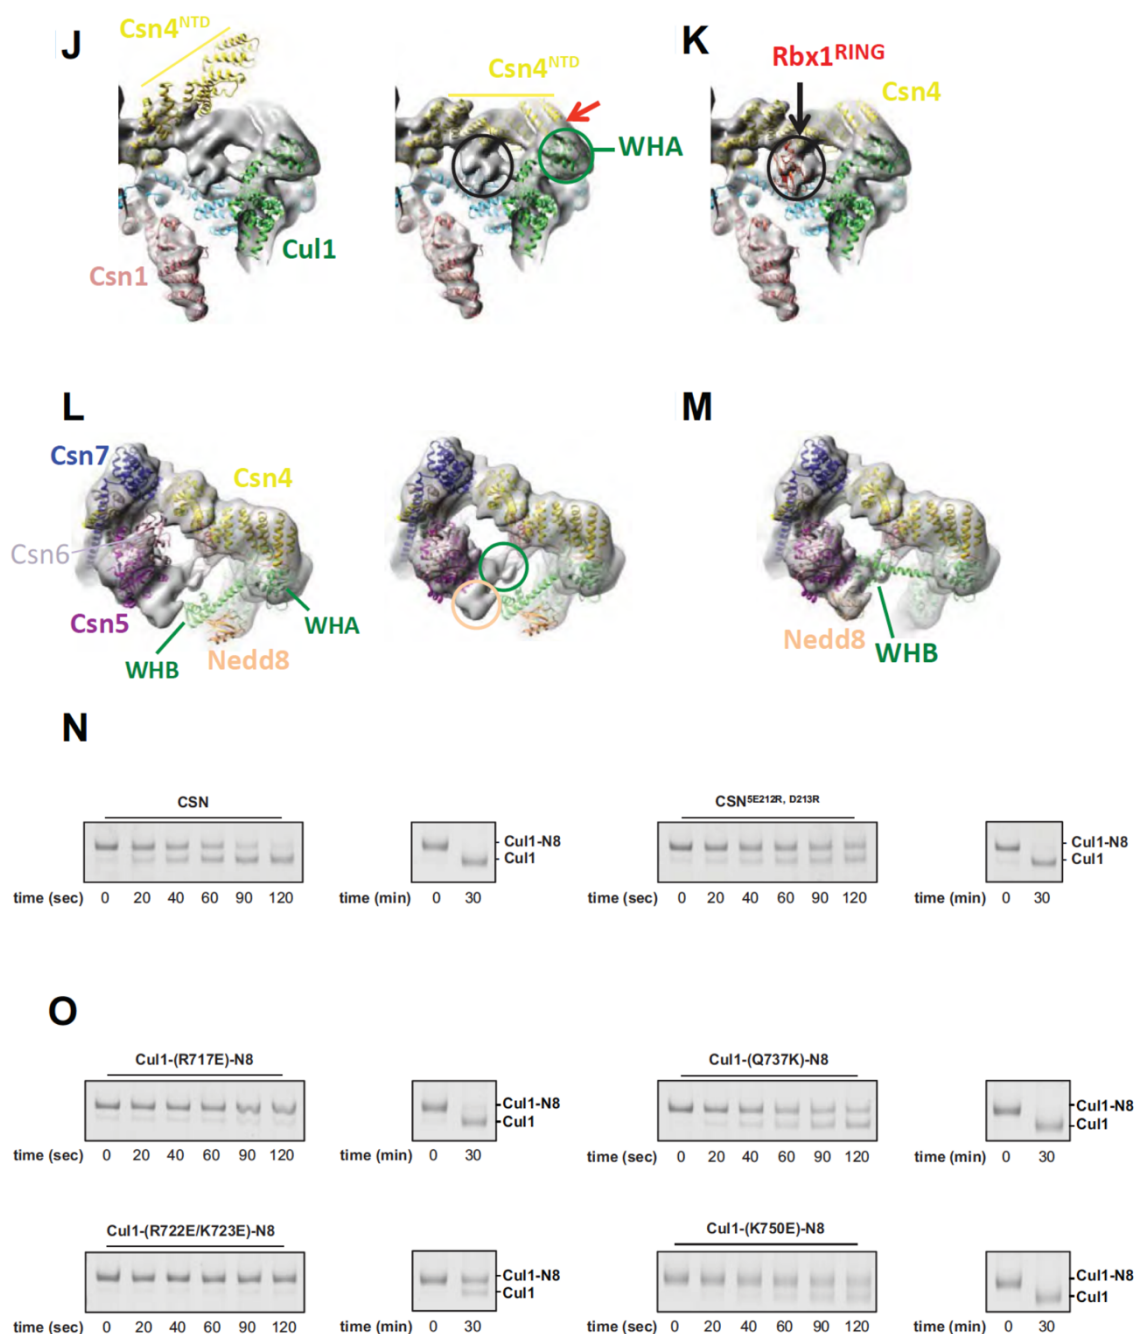 J
Csn4NTD
Csn1
Cul1
Csn4NTD
WHA
K
Rbx1RING
Csn4
L
Csn7
Csn4
Csn6
Csn5
WHB
Nedd8
WHA
M
Nedd8
WHB
N
CSN
Cul1-N8
Cul1
time (sec) 0 20 40 60 90 120
time (min) 0 30
CSN5E212R, D213R
Cul1-N8
Cul1
time (sec) 0 20 40 60 90 120
time (min) 0 30
O
Cul1-(R717E)-N8
Cul1-N8
Cul1
time (sec) 0 20 40 60 90 120
time (min) 0 30
Cul1-(Q737K)-N8
Cul1-N8
Cul1
time (sec) 0 20 40 60 90 120
time (min) 0 30
Cul1-(R722E/K723E)-N8
Cul1-N8
Cul1
time (sec) 0 20 40 60 90 120
time (min) 0 30
Cul1-(K750E)-N8
Cul1-N8
Cul1
time (sec) 0 20 40 60 90 120
time (min) 0 30